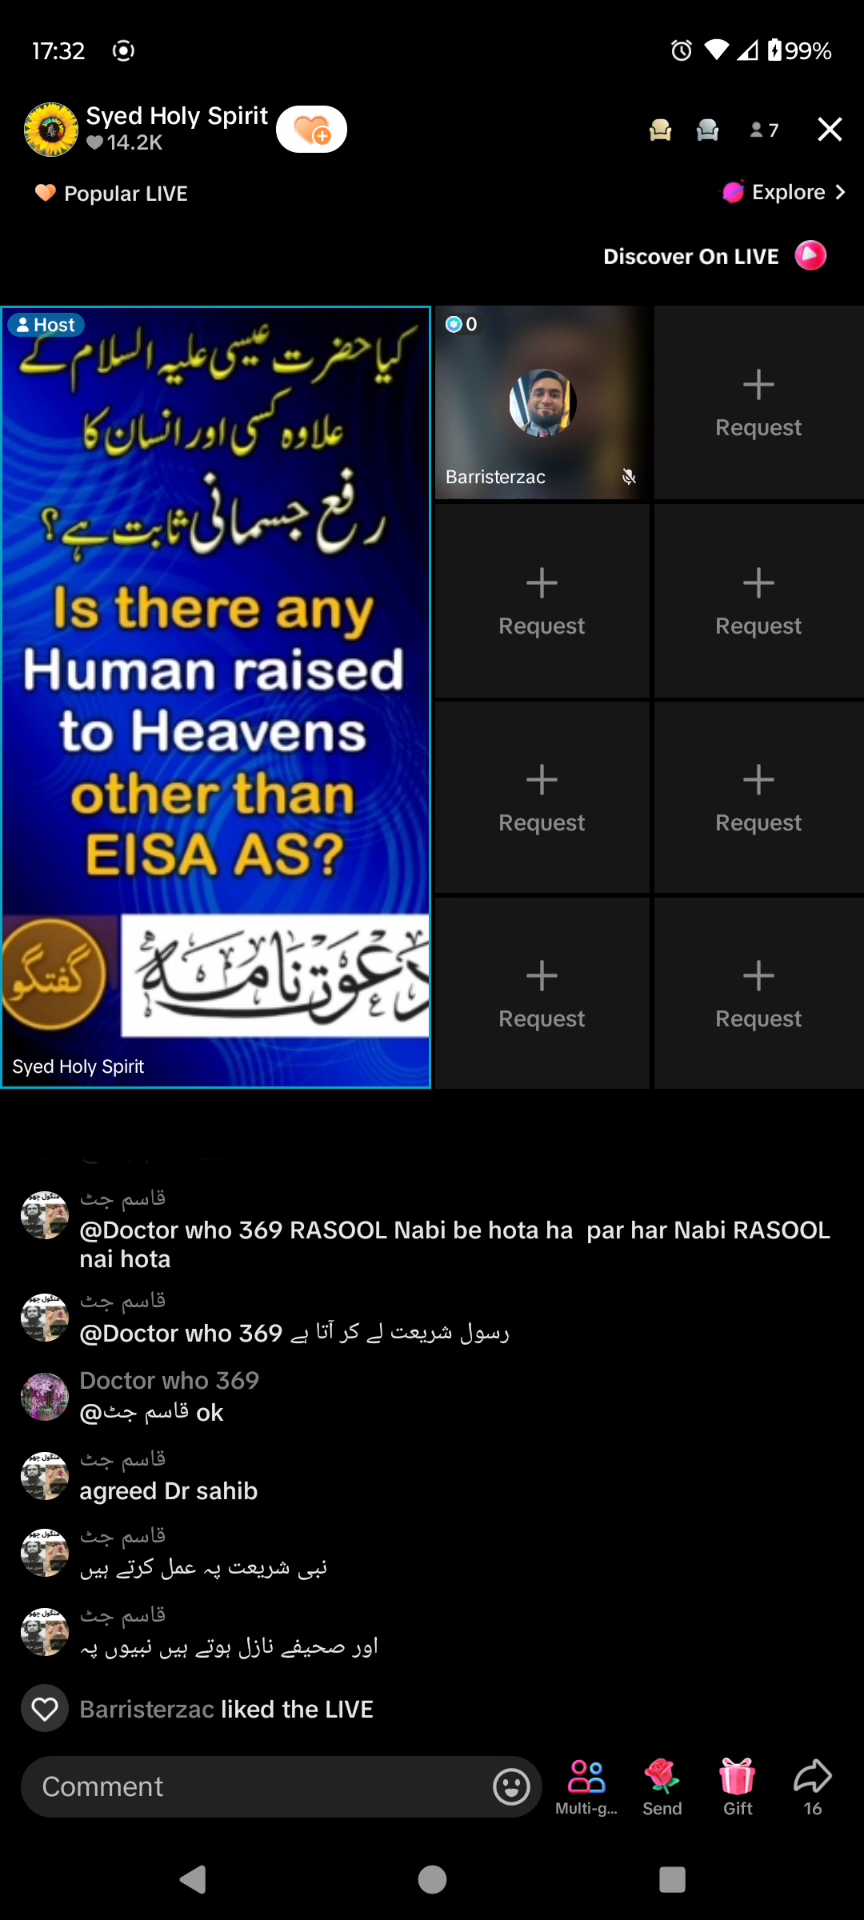 17:32
99%
Syed Holy Spirit
14.2K
7
Popular LIVE
Explore
Discover On LIVE
Host
کیا حضرت عیسی علیہ السلام کے
علاوہ کسی اور انسان کا
رفع جسمانی ثابت ہے؟
Is there any
Human raised
to Heavens
other than
EISA AS?
گفتگو
دعوت نامہ
Syed Holy Spirit
0
Barristerzac
Request
Request
Request
Request
Request
Request
Request
قاسم جٹ
@Doctor who 369 RASOOL Nabi be hota ha par har Nabi RASOOL
nai hota
قاسم جٹ
@Doctor who 369 رسول شریعت لے کر آتا ہے
Doctor who 369
@قاسم جٹ ok
قاسم جٹ
agreed Dr sahib
قاسم جٹ
نبی شریعت پہ عمل کرتے ہیں
قاسم جٹ
اور صحیفے نازل ہوتے ہیں نبیوں پہ
Barristerzac liked the LIVE
Comment
Multi-g...
Send
Gift
16